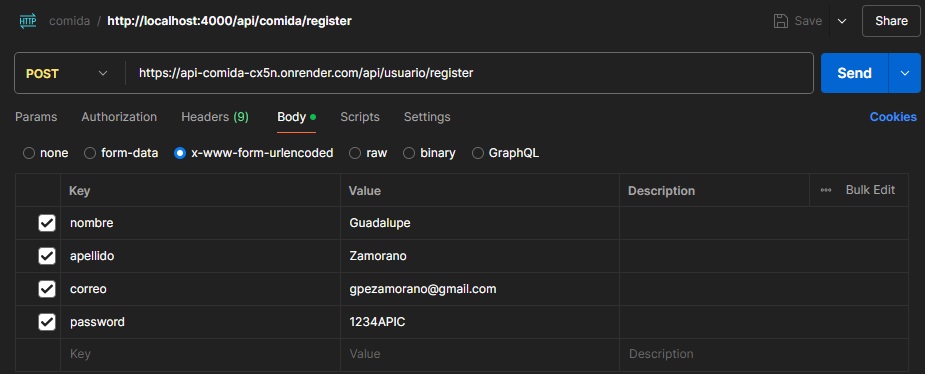 HTTP comida / http://localhost:4000/api/comida/register Save Share
POST https://api-comida-cx5n.onrender.com/api/usuario/register Send
Params Authorization Headers (9) Body Scripts Settings Cookies
none form-data x-www-form-urlencoded raw binary GraphQL
Key Value Description ••• Bulk Edit
nombre Guadalupe
apellido Zamorano
correo gpezamorano@gmail.com
password 1234APIC
Key Value Description